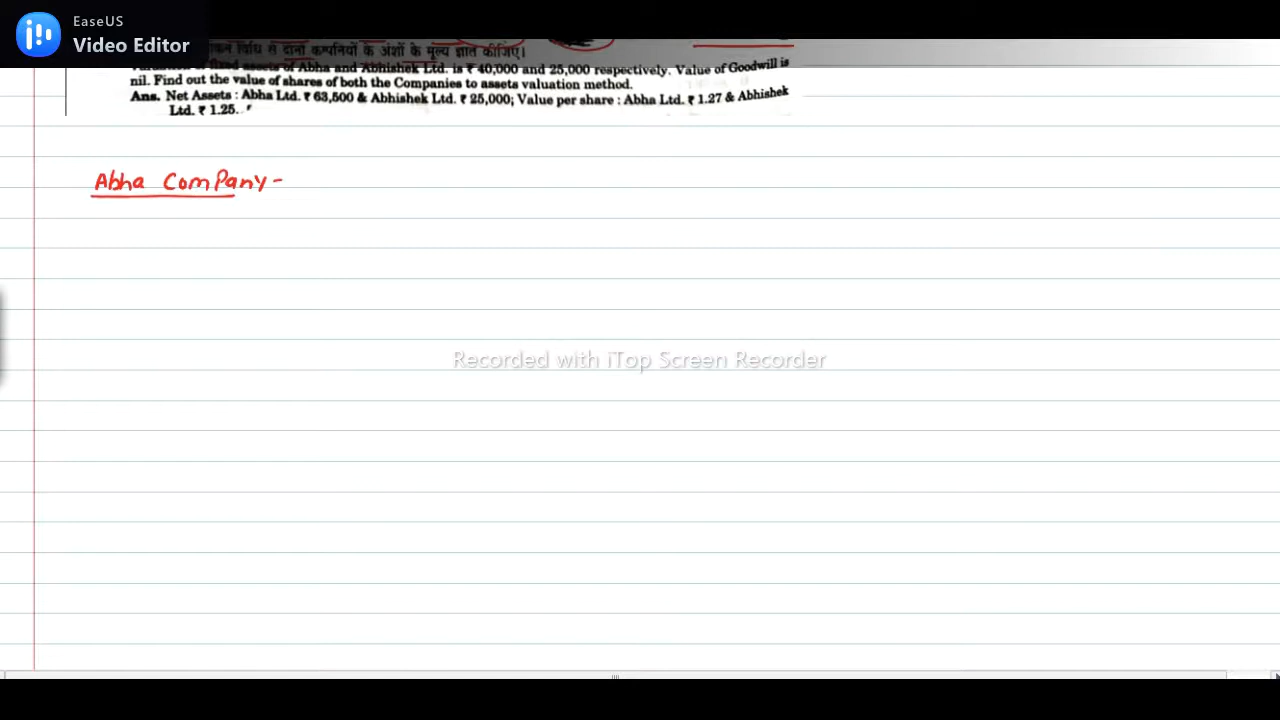 EaseUS
Video Editor
विधि से दोनों कम्पनियों के अंशों के मूल्य ज्ञात कीजिए।
of fixed assets of Abha and Abhishek Ltd. is ₹ 40,000 and 25,000 respectively. Value of Goodwill is
nil. Find out the value of shares of both the Companies to assets valuation method.
Ans. Net Assets : Abha Ltd. ₹ 63,500 & Abhishek Ltd. ₹ 25,000; Value per share : Abha Ltd. ₹ 1.27 & Abhishek
Ltd. ₹ 1.25.
Abha ComPany-
Recorded with iTop Screen Recorder